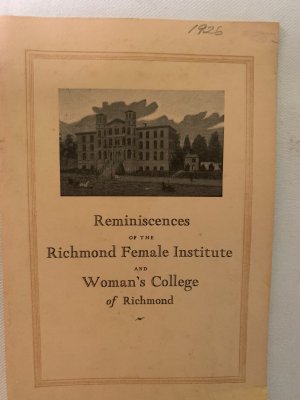 1926
Reminiscences
OF THE
Richmond Female Institute
AND
Woman's College
of Richmond